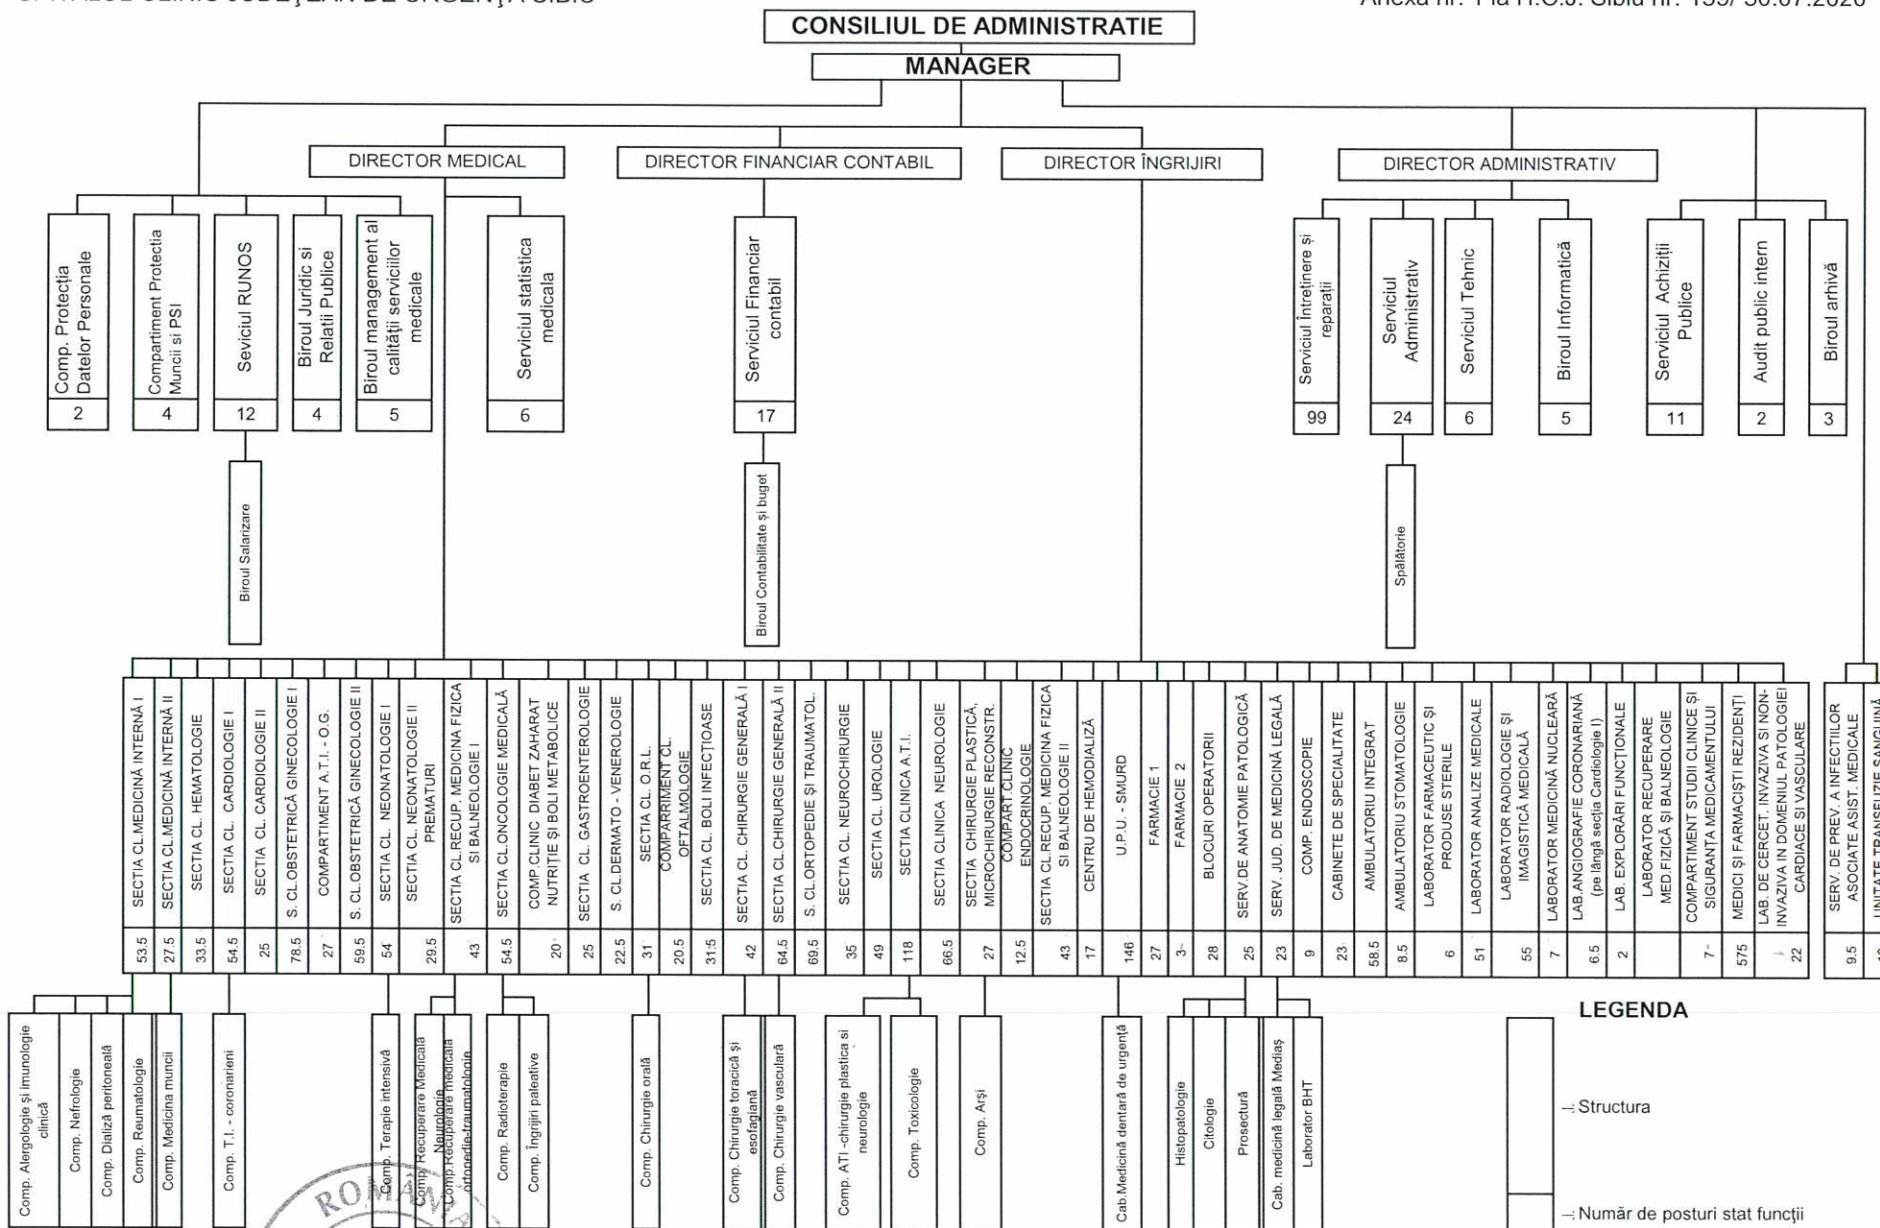 CONSILIUL DE ADMINISTRATIE
MANAGER
DIRECTOR MEDICAL
DIRECTOR FINANCIAR CONTABIL
DIRECTOR ÎNGRIJIRI
DIRECTOR ADMINISTRATIV
Comp. Protecția
Datelor Personale
2
Compartiment Protectia
Muncii si PSI
4
Seviciul RUNOS
12
Biroul Juridic si
Relatii Publice
4
Biroul management al
calității serviciilor
medicale
5
Serviciul statistica
medicala
6
Serviciul Financiar
contabil
17
Serviciul Întreținere și
reparații
99
Serviciul
Administrativ
24
Serviciul Tehnic
6
Biroul Informatică
5
Serviciul Achiziții
Publice
11
Audit public intern
2
Biroul arhivă
3
Biroul Salarizare
Biroul Contabilitate și buget
Spălătorie
SECTIA CL.MEDICINĂ INTERNĂ I
53.5
SECTIA CL.MEDICINĂ INTERNĂ II
27.5
SECTIA CL. HEMATOLOGIE
33.5
SECTIA CL. CARDIOLOGIE I
54.5
SECTIA CL. CARDIOLOGIE II
25
S. CL.OBSTETRICĂ GINECOLOGIE I
78.5
COMPARTIMENT A.T.I. - O.G.
27
S. CL.OBSTETRICĂ GINECOLOGIE II
59.5
SECTIA CL. NEONATOLOGIE I
54
SECTIA CL. NEONATOLOGIE II
PREMATURI
29.5
SECTIA CL.RECUP. MEDICINA FIZICA
SI BALNEOLOGIE I
43
SECTIA CL.ONCOLOGIE MEDICALĂ
54.5
COMP.CLINIC DIABET ZAHARAT
NUTRIȚIE ȘI BOLI METABOLICE
20
SECTIA CL. GASTROENTEROLOGIE
25
S. CL.DERMATO - VENEROLOGIE
22.5
SECTIA CL. O.R.L.
31
COMPARIMENT CL.
OFTALMOLOGIE
20.5
SECTIA CL. BOLI INFECȚIOASE
31.5
SECTIA CL. CHIRURGIE GENERALĂ I
42
SECTIA CL.CHIRURGIE GENERALĂ II
64.5
S. CL.ORTOPEDIE ȘI TRAUMATOL.
69.5
SECTIA CL. NEUROCHIRURGIE
35
SECTIA CL. UROLOGIE
49
SECTIA CLINICA A.T.I.
118
SECTIA CLINICA NEUROLOGIE
66.5
SECTIA CHIRURGIE PLASTICĂ,
MICROCHIRURGIE RECONSTR.
27
COMPART.CLINIC
ENDOCRINOLOGIE
12.5
SECTIA CL.RECUP. MEDICINA FIZICA
SI BALNEOLOGIE II
43
CENTRU DE HEMODIALIZĂ
17
U.P.U. - SMURD
146
FARMACIE 1
27
FARMACIE 2
3
BLOCURI OPERATORII
28
SERV.DE ANATOMIE PATOLOGICĂ
25
SERV. JUD. DE MEDICINĂ LEGALĂ
23
COMP. ENDOSCOPIE
9
CABINETE DE SPECIALITATE
23
AMBULATORIU INTEGRAT
58.5
AMBULATORIU STOMATOLOGIE
8.5
LABORATOR FARMACEUTIC ȘI
PRODUSE STERILE
6
LABORATOR ANALIZE MEDICALE
51
LABORATOR RADIOLOGIE ȘI
IMAGISTICĂ MEDICALĂ
55
LABORATOR MEDICINĂ NUCLEARĂ
7
LAB.ANGIOGRAFIE CORONARIANĂ
(pe lângă secția Cardiologie I)
6.5
LAB. EXPLORĂRI FUNCȚIONALE
2
LABORATOR RECUPERARE
MED.FIZICĂ ȘI BALNEOLOGIE
COMPARTIMENT STUDII CLINICE ȘI
SIGURANȚA MEDICAMENTULUI
7
MEDICI ȘI FARMACIȘTI REZIDENȚI
575
LAB. DE CERCET. INVAZIVA SI NON-
INVAZIVA IN DOMENIUL PATOLOGIEI
CARDIACE SI VASCULARE
22
SERV. DE PREV. A INFECTIILOR
ASOCIATE ASIST. MEDICALE
9.5
UNITATE TRANSFUZIE SANGUINĂ
Comp. Alergologie și imunologie
clinică
Comp. Nefrologie
Comp. Dializă peritoneală
Comp. Reumatologie
Comp. Medicina muncii
Comp. T.I. - coronarieni
Comp. Terapie intensivă
Comp. Recuperare Medicală
Neurologie
Comp.Recuperare medicală
ortopedie-traumatologie
Comp. Radioterapie
Comp. Îngrijiri paleative
Comp. Chirurgie orală
Comp. Chirurgie toracică și
esofagiană
Comp. Chirurgie vasculară
Comp. ATI -chirurgie plastica si
neurologie
Comp. Toxicologie
Comp. Arși
Cab.Medicină dentară de urgență
Histopatologie
Citologie
Prosectură
Cab. medicină legală Mediaș
Laborator BHT
LEGENDA
Structura
Număr de posturi stat funcții